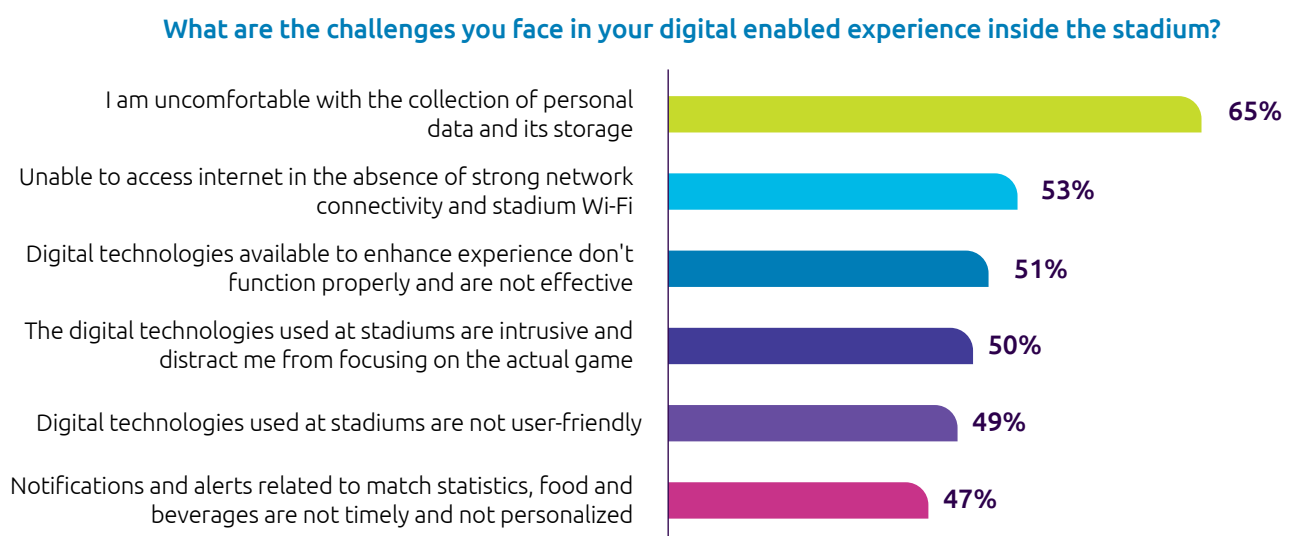 What are the challenges you face in your digital enabled experience inside the stadium?
I am uncomfortable with the collection of personal
data and its storage
65%
Unable to access internet in the absence of strong network
connectivity and stadium Wi-Fi
53%
Digital technologies available to enhance experience don't
function properly and are not effective
51%
The digital technologies used at stadiums are intrusive and
distract me from focusing on the actual game
50%
Digital technologies used at stadiums are not user-friendly
49%
Notifications and alerts related to match statistics, food and
beverages are not timely and not personalized
47%